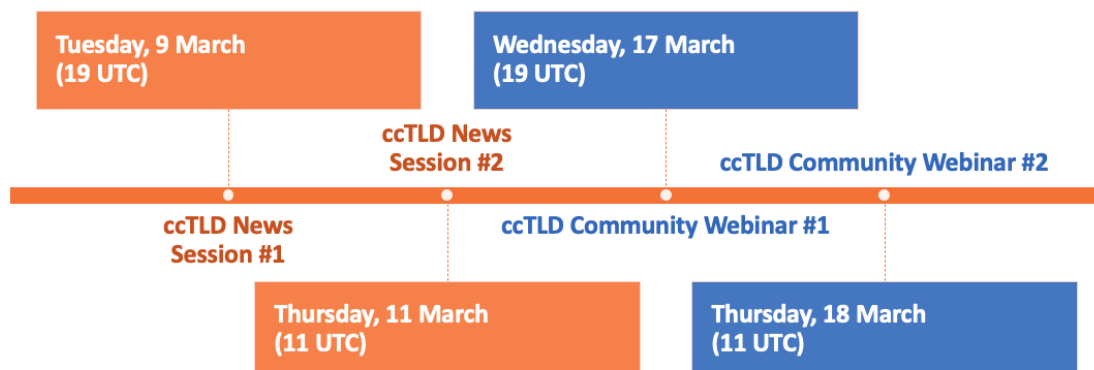 Tuesday, 9 March
(19 UTC)
Wednesday, 17 March
(19 UTC)
ccTLD News
Session #2
ccTLD Community Webinar #2
ccTLD News
Session #1
ccTLD Community Webinar #1
Thursday, 11 March
(11 UTC)
Thursday, 18 March
(11 UTC)